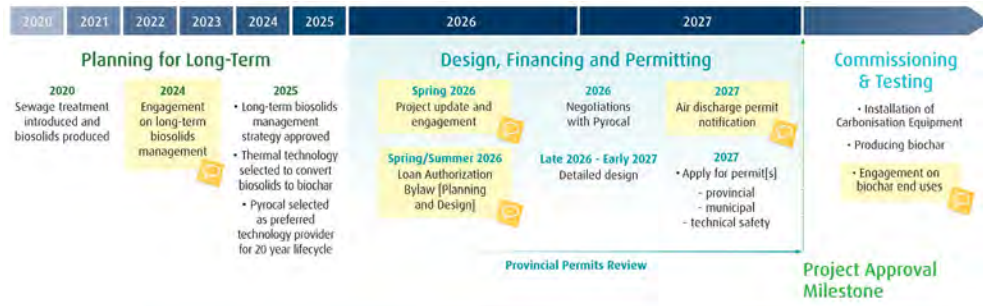 2020 2021 2022 2023 2024 2025 2026 2027
Planning for Long-Term
2020
Sewage treatment
introduced and
biosolids produced
2024
Engagement
on long-term
biosolids
management
2025
• Long-term biosolids
management
strategy approved
• Thermal technology
selected to convert
biosolids to biochar
• Pyrocal selected
as preferred
technology provider
for 20 year lifecycle
Design, Financing and Permitting
Spring 2026
Project update and
engagement
Spring/Summer 2026
Loan Authorization
Bylaw [Planning
and Design]
2026
Negotiations
with Pyrocal
Late 2026 - Early 2027
Detailed design
2027
Air discharge permit
notification
2027
• Apply for permit[s]
- provincial
- municipal
- technical safety
Provincial Permits Review
Commissioning
& Testing
• Installation of
Carbonisation Equipment
• Producing biochar
• Engagement on
biochar end uses
Project Approval
Milestone